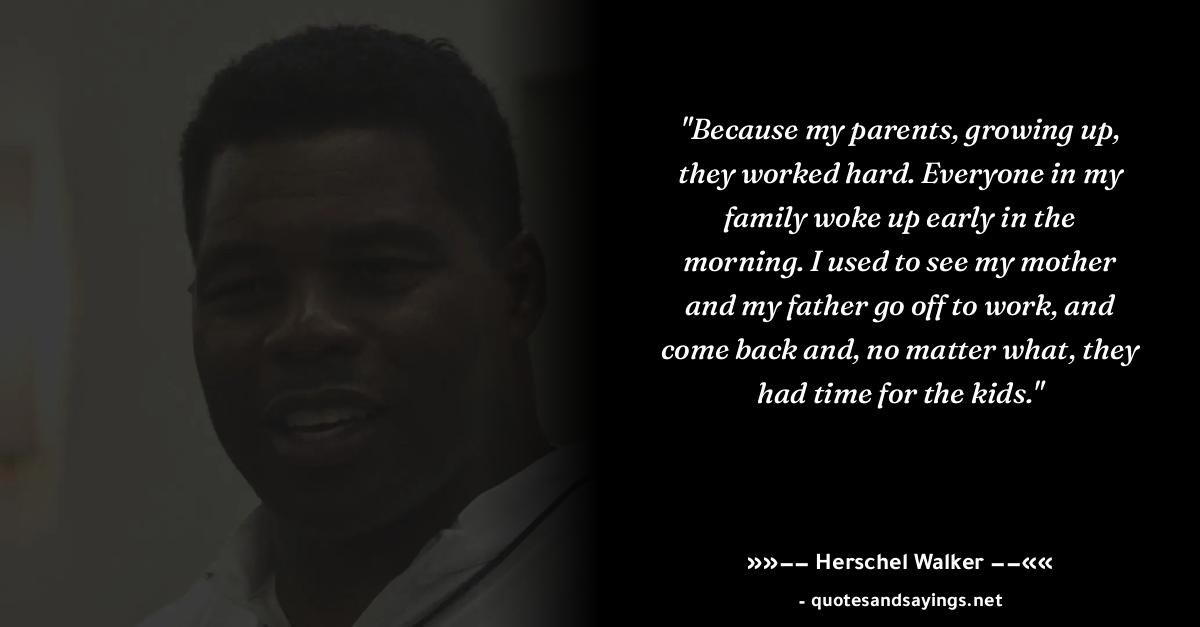 "Because my parents, growing up,
they worked hard. Everyone in my
family woke up early in the
morning. I used to see my mother
and my father go off to work, and
come back and, no matter what, they
had time for the kids."
»»−− Herschel Walker −−««
- quotesandsayings.net